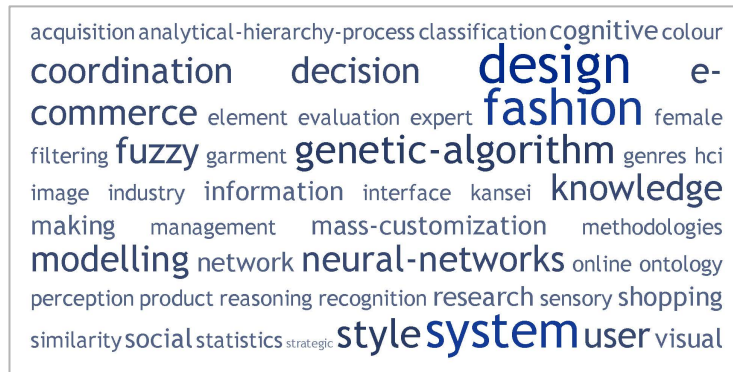 acquisition analytical-hierarchy-process classification cognitive colour
coordination decision design e-
commerce element evaluation expert fashion female
filtering fuzzy garment genetic-algorithm genres hci
image industry information interface kansei knowledge
making management mass-customization methodologies
modelling network neural-networks online ontology
perception product reasoning recognition research sensory shopping
similarity social statistics strategic style system user visual